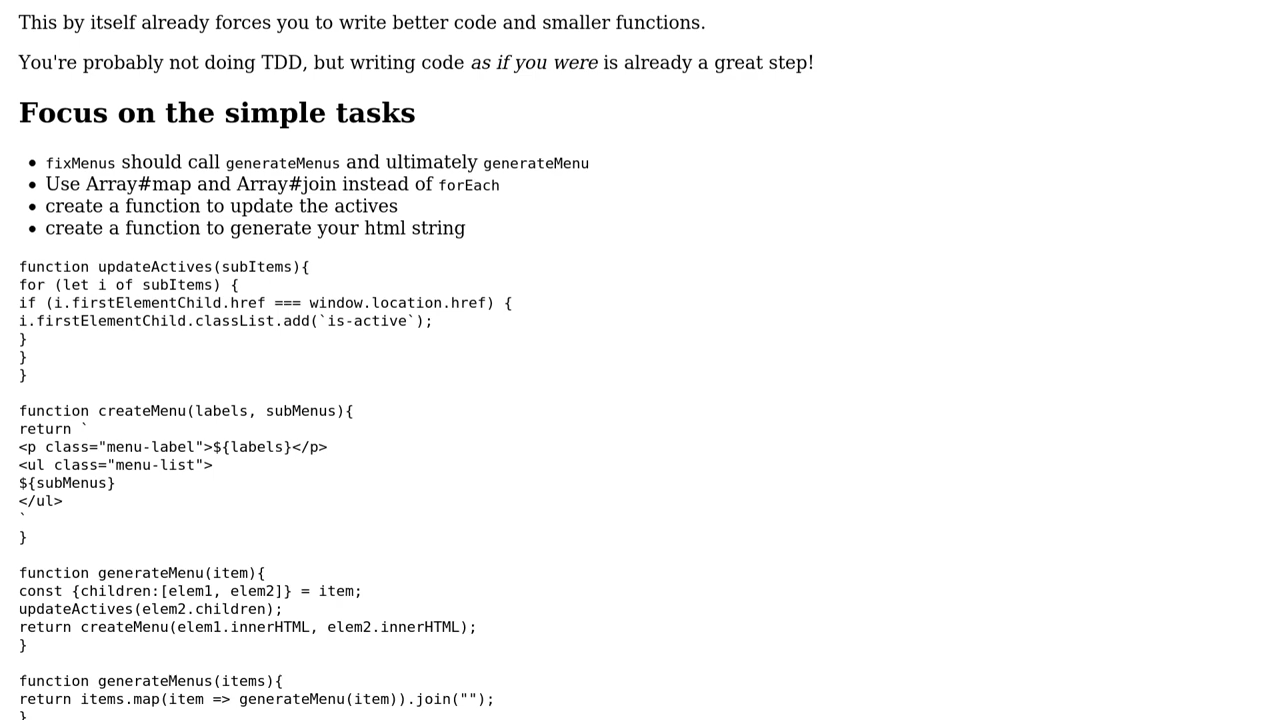 This by itself already forces you to write better code and smaller functions.
You're probably not doing TDD, but writing code as if you were is already a great step!
Focus on the simple tasks
• fixMenus should call generateMenus and ultimately generateMenu
• Use Array#map and Array#join instead of forEach
• create a function to update the actives
• create a function to generate your html string
function updateActives(subItems){
for (let i of subItems) {
if (i.firstElementChild.href === window.location.href) {
i.firstElementChild.classList.add(`is-active`);
}
}
}
function createMenu(labels, subMenus){
return `
<p class="menu-label">${labels}</p>
<ul class="menu-list">
${subMenus}
</ul>
`
}
function generateMenu(item){
const {children:[elem1, elem2]} = item;
updateActives(elem2.children);
return createMenu(elem1.innerHTML, elem2.innerHTML);
}
function generateMenus(items){
return items.map(item => generateMenu(item)).join("");
}